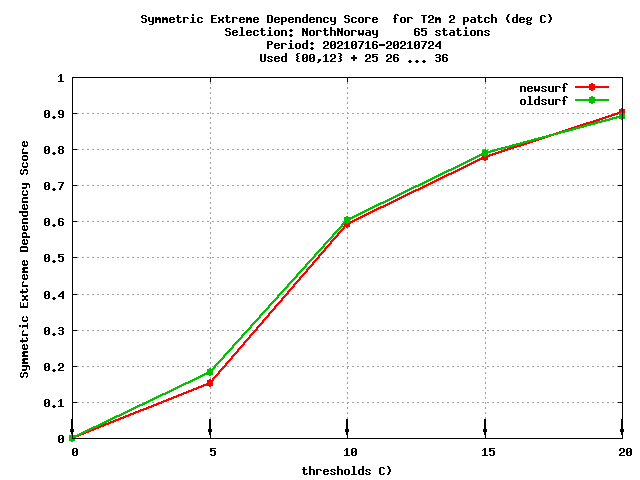 Symmetric Extreme Dependency Score  for T2m 2 patch (deg C)
Selection: NorthNorway     65 stations
Period: 20210716-20210724
Used {00,12} + 25 26 ... 36
newsurf
oldsurf
Symmetric Extreme Dependency Score
1
0.9
0.8
0.7
0.6
0.5
0.4
0.3
0.2
0.1
0
0 5 10 15 20
thresholds C)